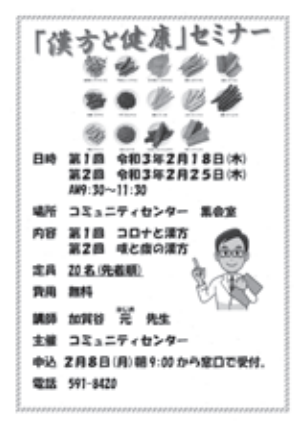 「漢方と健康」セミナー
日時 第1回 令和3年2月18日(木)
第2回 令和3年2月25日(木)
AM9:30~11:30
場所 コミュニティセンター 集会室
内容 第1回 コロナと漢方
第2回 咳と痰の漢方
定員 20名(先着順)
費用 無料
はじめ
講師 加賀谷 元 先生
主催 コミュニティセンター
申込 2月8日(月)朝9:00から窓口で受付。
電話 591-8420